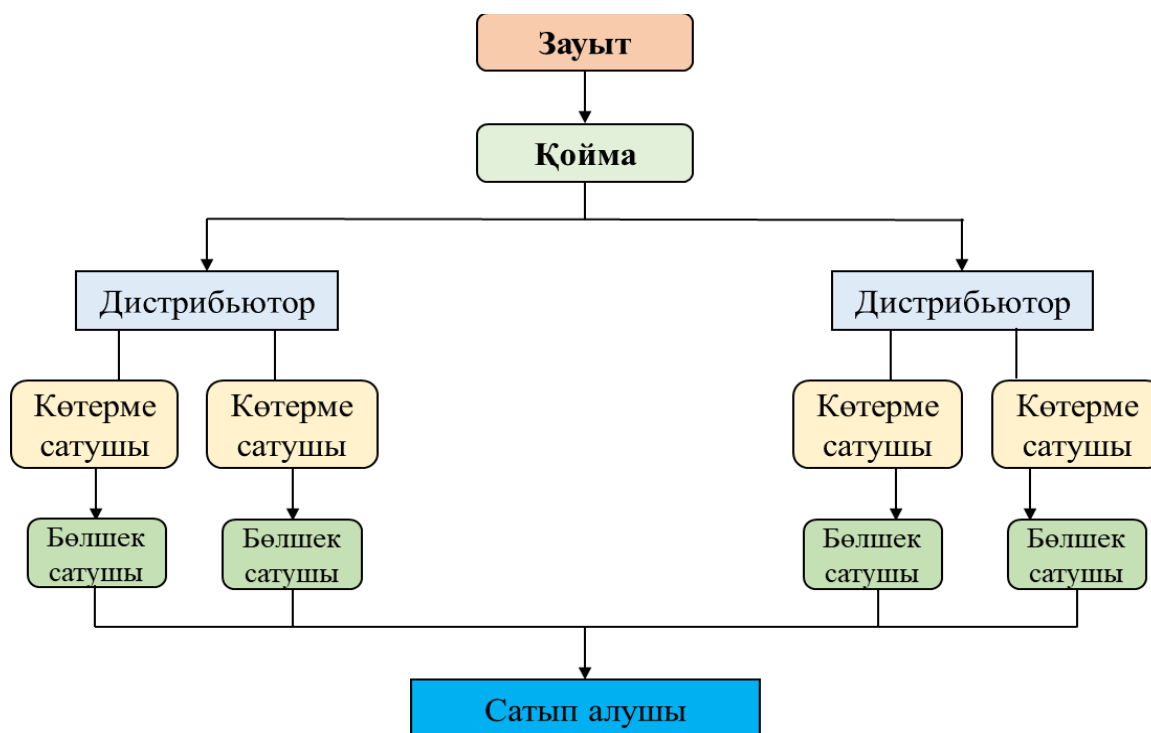 Зауыт
Қойма
Дистрибьютор
Дистрибьютор
Көтерме
сатушы
Көтерме
сатушы
Көтерме
сатушы
Көтерме
сатушы
Бөлшек
сатушы
Бөлшек
сатушы
Бөлшек
сатушы
Бөлшек
сатушы
Сатып алушы